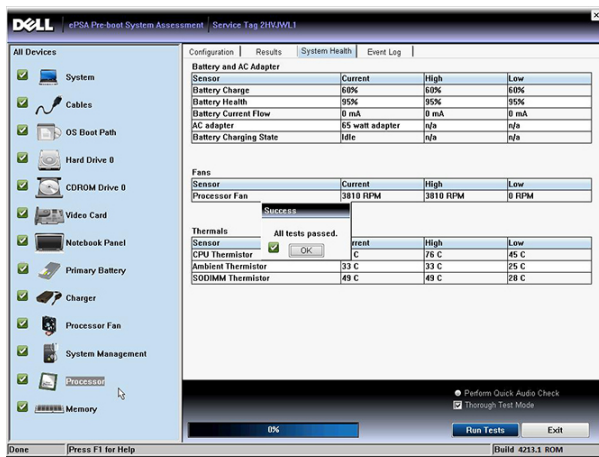 DELL ePSA Pre-boot System Assessment Service Tag 2HVJWL1
All Devices
System
Cables
OS Boot Path
Hard Drive 0
CDROM Drive 0
Video Card
Notebook Panel
Primary Battery
Charger
Processor Fan
System Management
Processor
Memory
Configuration Results System Health Event Log
Battery and AC Adapter
Sensor Current High Low
Battery Charge 60% 60% 60%
Battery Health 95% 95% 95%
Battery Current Flow 0 mA 0 mA 0 mA
AC adapter 65 watt adapter n/a n/a
Battery Charging State Idle n/a n/a
Fans
Sensor Current High Low
Processor Fan 3810 RPM 3810 RPM 0 RPM
Success
All tests passed.
OK
Thermals
Sensor High Low
CPU Thermistor C 76 C 45 C
Ambient Thermistor 33 C 33 C 25 C
SODIMM Thermistor 49 C 49 C 28 C
Perform Quick Audio Check
Thorough Test Mode
0% Run Tests Exit
Done Press F1 for Help Build 4213.1 ROM